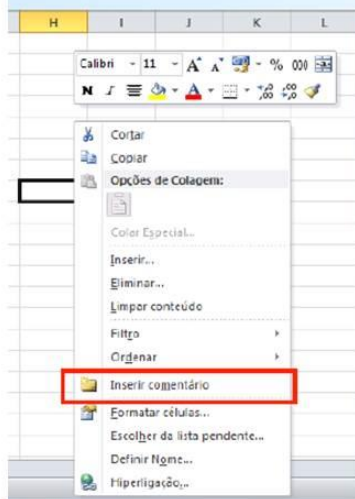 H I J K L
Calibri 11 A A % 000
N I A
Cortar
Copiar
Opções de Colagem:
Colar Especial...
Inserir...
Eliminar...
Limpar conteúdo
Filtro
Ordenar
Inserir comentário
Formatar células...
Escolher da lista pendente...
Definir Nome...
Hiperligação...